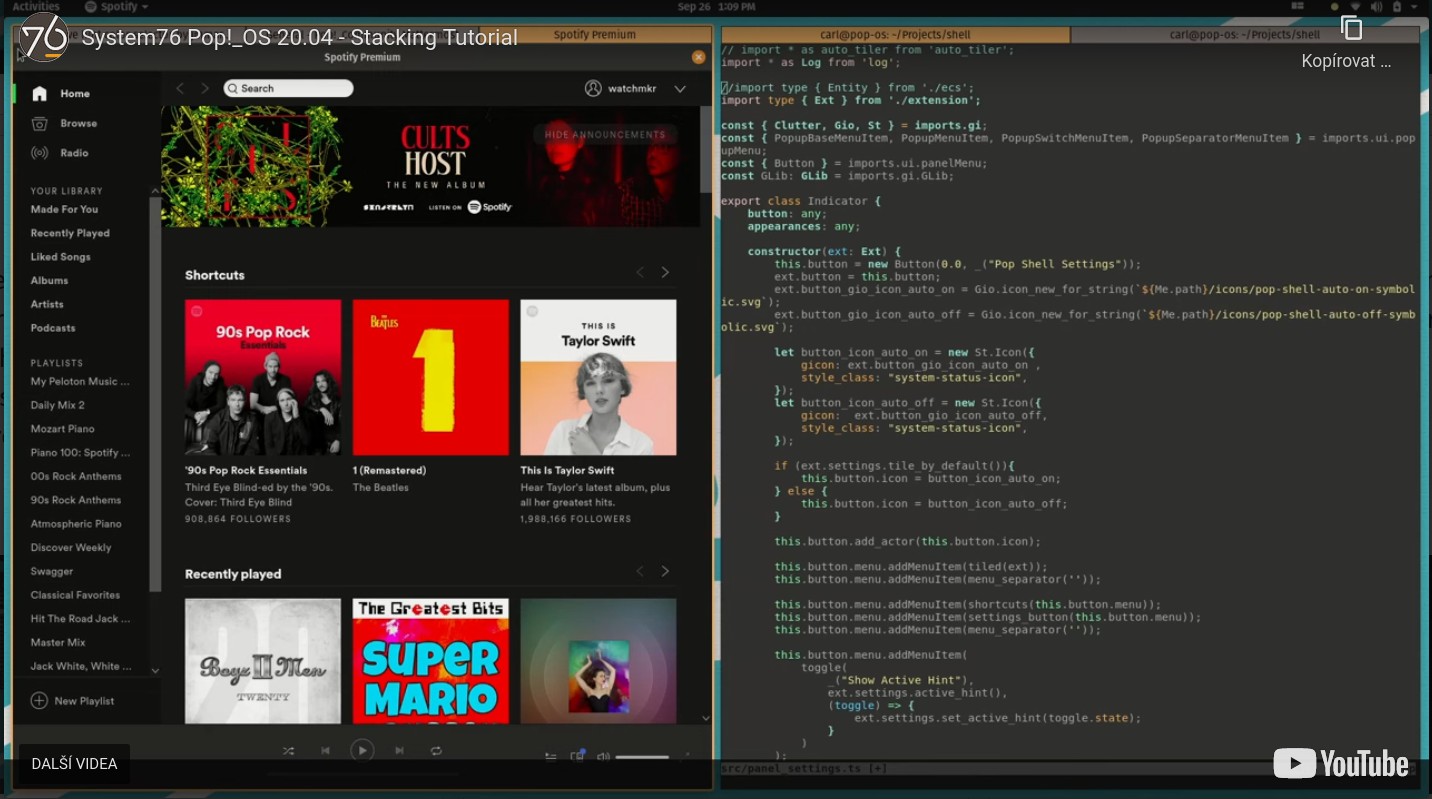 Activities
Spotify
Sep 26 1:09 PM
76
System76 Pop!_OS 20.04 - Stacking Tutorial
Spotify Premium
Kopírovat ...
Spotify Premium
Search
watchmkr
Home
Browse
Radio
YOUR LIBRARY
Made For You
Recently Played
Liked Songs
Albums
Artists
Podcasts
PLAYLISTS
My Peloton Music ...
Daily Mix 2
Mozart Piano
Piano 100: Spotify ...
00s Rock Anthems
90s Rock Anthems
Atmospheric Piano
Discover Weekly
Swagger
Classical Favorites
Hit The Road Jack ...
Master Mix
Jack White, White ...
New Playlist
HIDE ANNOUNCEMENTS
CULTS
HOST
THE NEW ALBUM
LISTEN ON Spotify
Shortcuts
90s Pop Rock
Essentials
BEATLES
1
THIS IS
Taylor Swift
'90s Pop Rock Essentials
Third Eye Blind-ed by the '90s.
Cover: Third Eye Blind
908,864 FOLLOWERS
1 (Remastered)
The Beatles
This Is Taylor Swift
Hear Taylor's latest album, plus
all her greatest hits.
1,988,166 FOLLOWERS
Recently played
20
Boyz II Men
TWENTY
The Greatest Bits
SUPER
MARIO
DALŠÍ VIDEA
carl@pop-os: ~/Projects/shell
carl@pop-os: ~/Projects/shell
// import * as auto_tiler from 'auto_tiler';
import * as Log from 'log';
//import type { Entity } from './ecs';
import type { Ext } from './extension';
const { Clutter, Gio, St } = imports.gi;
const { PopupBaseMenuItem, PopupMenuItem, PopupSwitchMenuItem, PopupSeparatorMenuItem } = imports.ui.pop
upMenu;
const { Button } = imports.ui.panelMenu;
const GLib: GLib = imports.gi.GLib;
export class Indicator {
button: any;
appearances: any;
constructor(ext: Ext) {
this.button = new Button(0.0, _("Pop Shell Settings"));
ext.button = this.button;
ext.button_gio_icon_auto_on = Gio.icon_new_for_string(`${Me.path}/icons/pop-shell-auto-on-symbol
ic.svg`);
ext.button_gio_icon_auto_off = Gio.icon_new_for_string(`${Me.path}/icons/pop-shell-auto-off-symb
olic.svg`);
let button_icon_auto_on = new St.Icon({
gicon: ext.button_gio_icon_auto_on ,
style_class: "system-status-icon",
});
let button_icon_auto_off = new St.Icon({
gicon:  ext.button_gio_icon_auto_off,
style_class: "system-status-icon",
});
if (ext.settings.tile_by_default()){
this.button.icon = button_icon_auto_on;
} else {
this.button.icon = button_icon_auto_off;
}
this.button.add_actor(this.button.icon);
this.button.menu.addMenuItem(tiled(ext));
this.button.menu.addMenuItem(menu_separator(''));
this.button.menu.addMenuItem(shortcuts(this.button.menu));
this.button.menu.addMenuItem(settings_button(this.button.menu));
this.button.menu.addMenuItem(menu_separator(''));
this.button.menu.addMenuItem(
toggle(
_("Show Active Hint"),
ext.settings.active_hint(),
(toggle) => {
ext.settings.set_active_hint(toggle.state);
}
)
);
src/panel_settings.ts [+]
YouTube